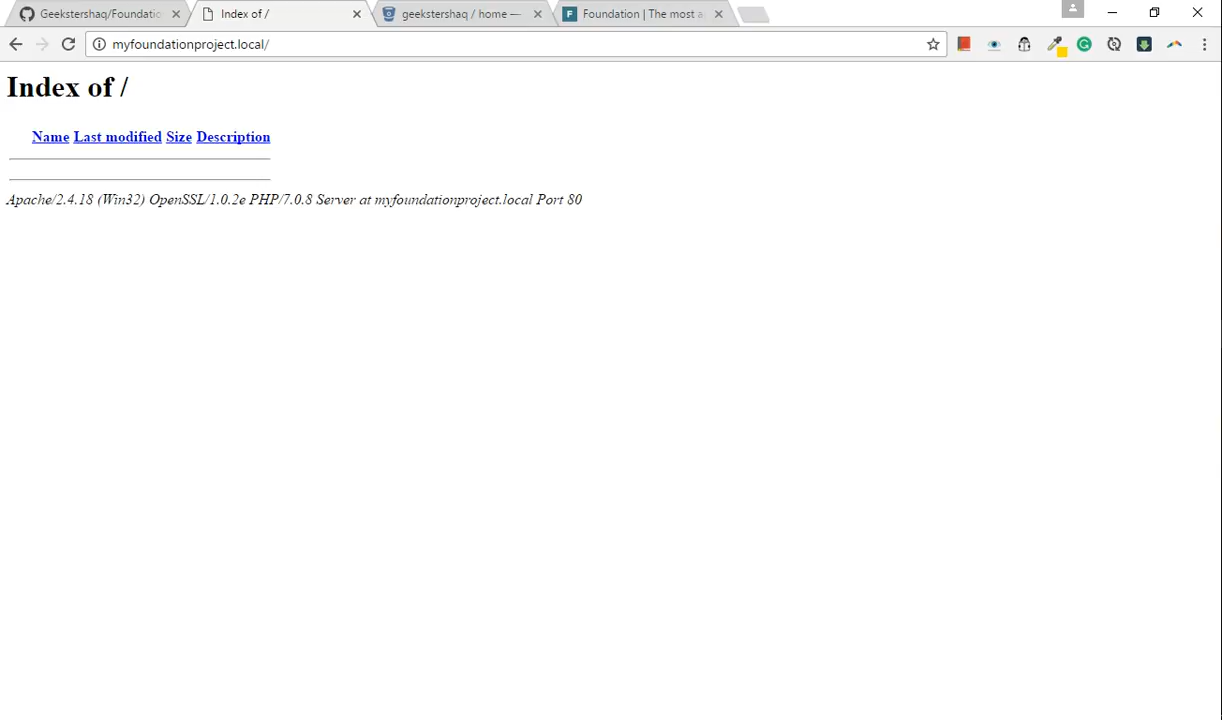 Geekstershaq/Foundatio
Index of /
geekstershaq / home —
Foundation | The most a
myfoundationproject.local/
Index of /
Name Last modified Size Description
Apache/2.4.18 (Win32) OpenSSL/1.0.2e PHP/7.0.8 Server at myfoundationproject.local Port 80